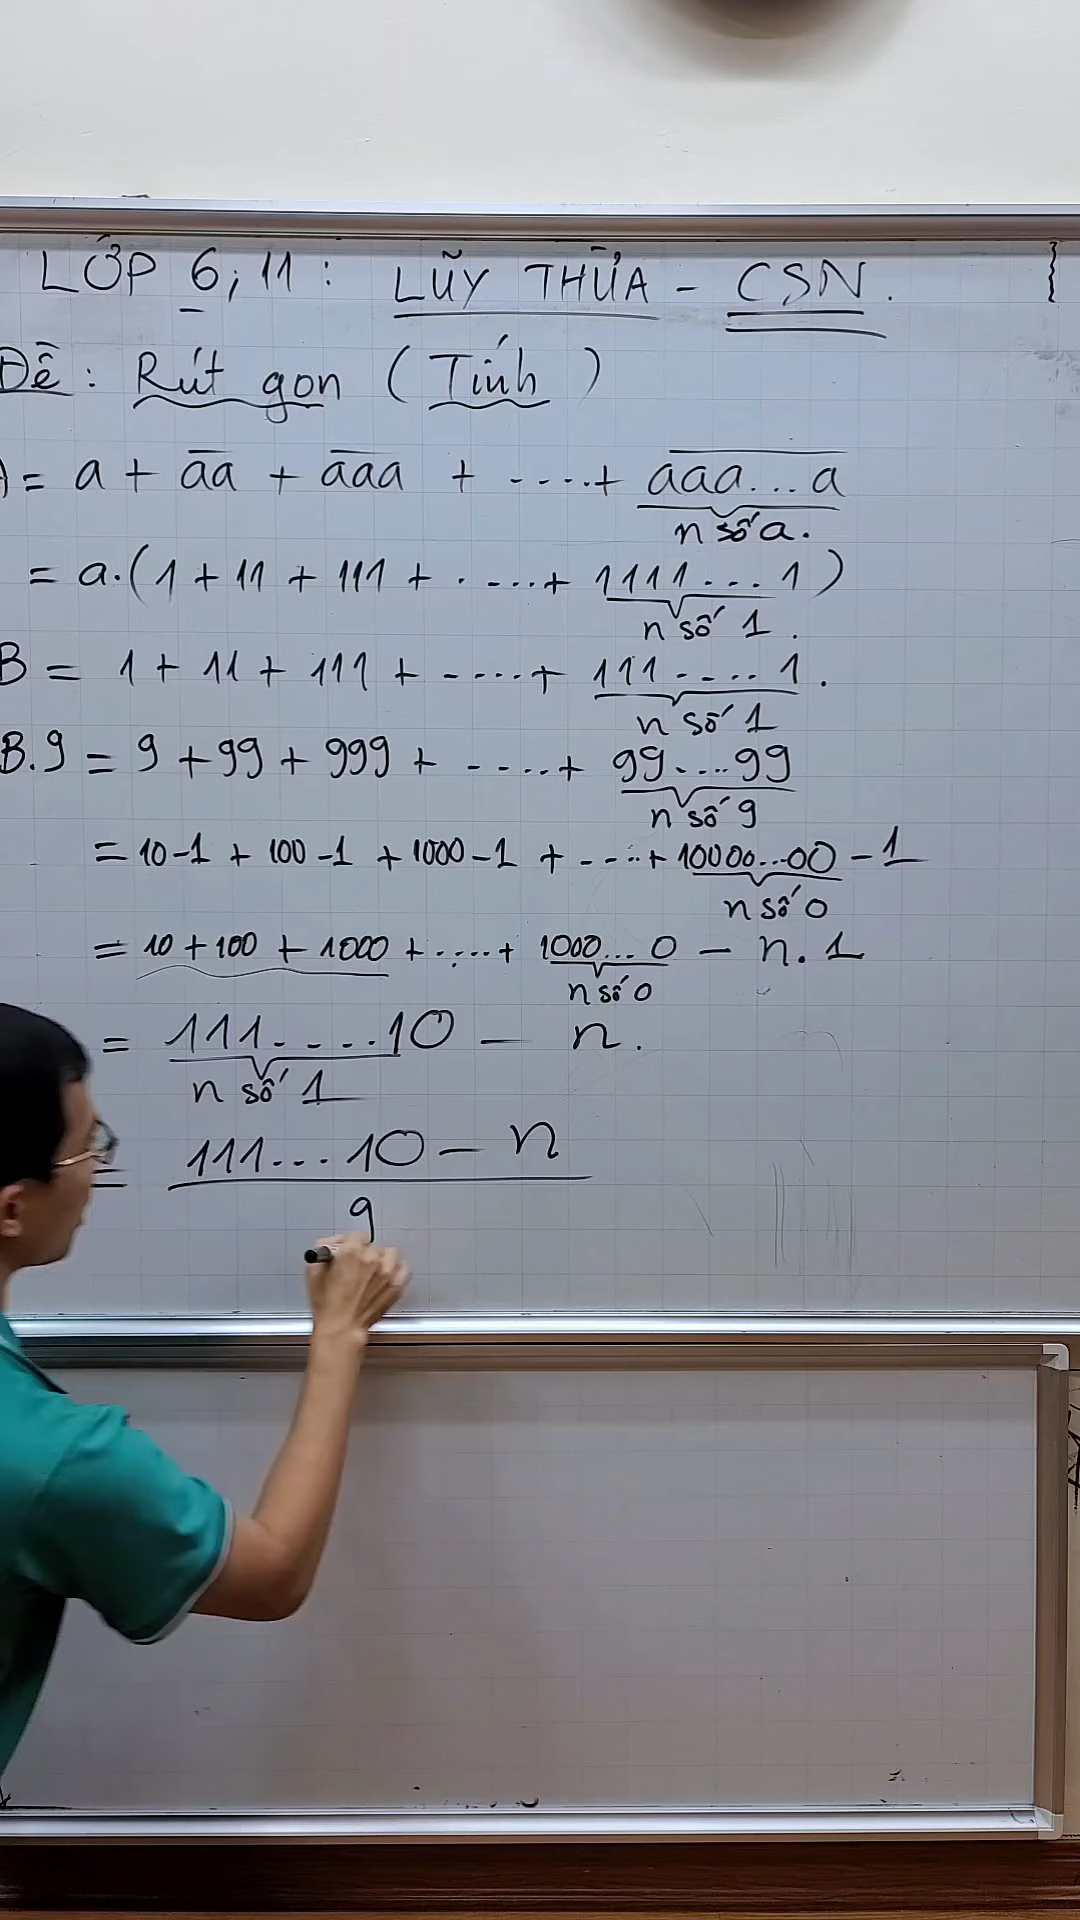 LỚP 6; 11 : LŨY THỪA - CSN.
Đề : Rút gọn (Tính)
= a + aa + aaa + ....+ aaa...a
n số a.
= a.(1 + 11 + 111 + . ....+ 1111...1)
n số 1.
B = 1 + 11 + 111 + .....+ 111.....1.
n số 1
B.9 = 9 + 99 + 999 + .....+ 99....99
n số 9
= 10-1 + 100-1 + 1000-1 + ....+ 10000...00 - 1
n số 0
= 10 + 100 + 1000 + .....+ 1000...0 - n.1
n số 0
= 111.....10 - n.
n số 1
= 111...10 - n
9